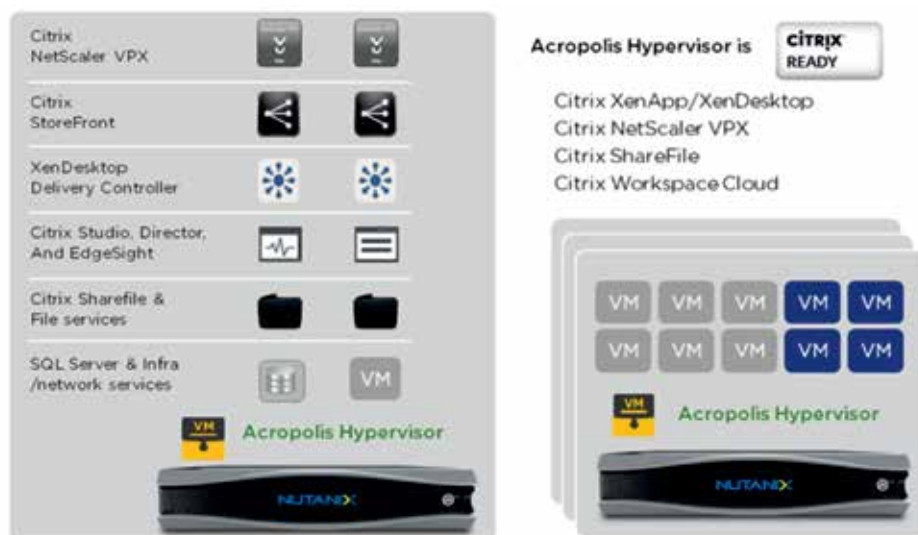 Citrix
NetScaler VPX
Citrix
StoreFront
XenDesktop
Delivery Controller
Citrix Studio, Director,
And EdgeSight
Citrix Sharefile &
File services
SQL Server & Infra
/network services
VM
VM
Acropolis Hypervisor
NUTANIX
Acropolis Hypervisor is
CITRIX
READY
Citrix XenApp/XenDesktop
Citrix NetScaler VPX
Citrix ShareFile
Citrix Workspace Cloud
VM VM VM VM VM
VM VM VM VM VM
VM
Acropolis Hypervisor
NUTANIX